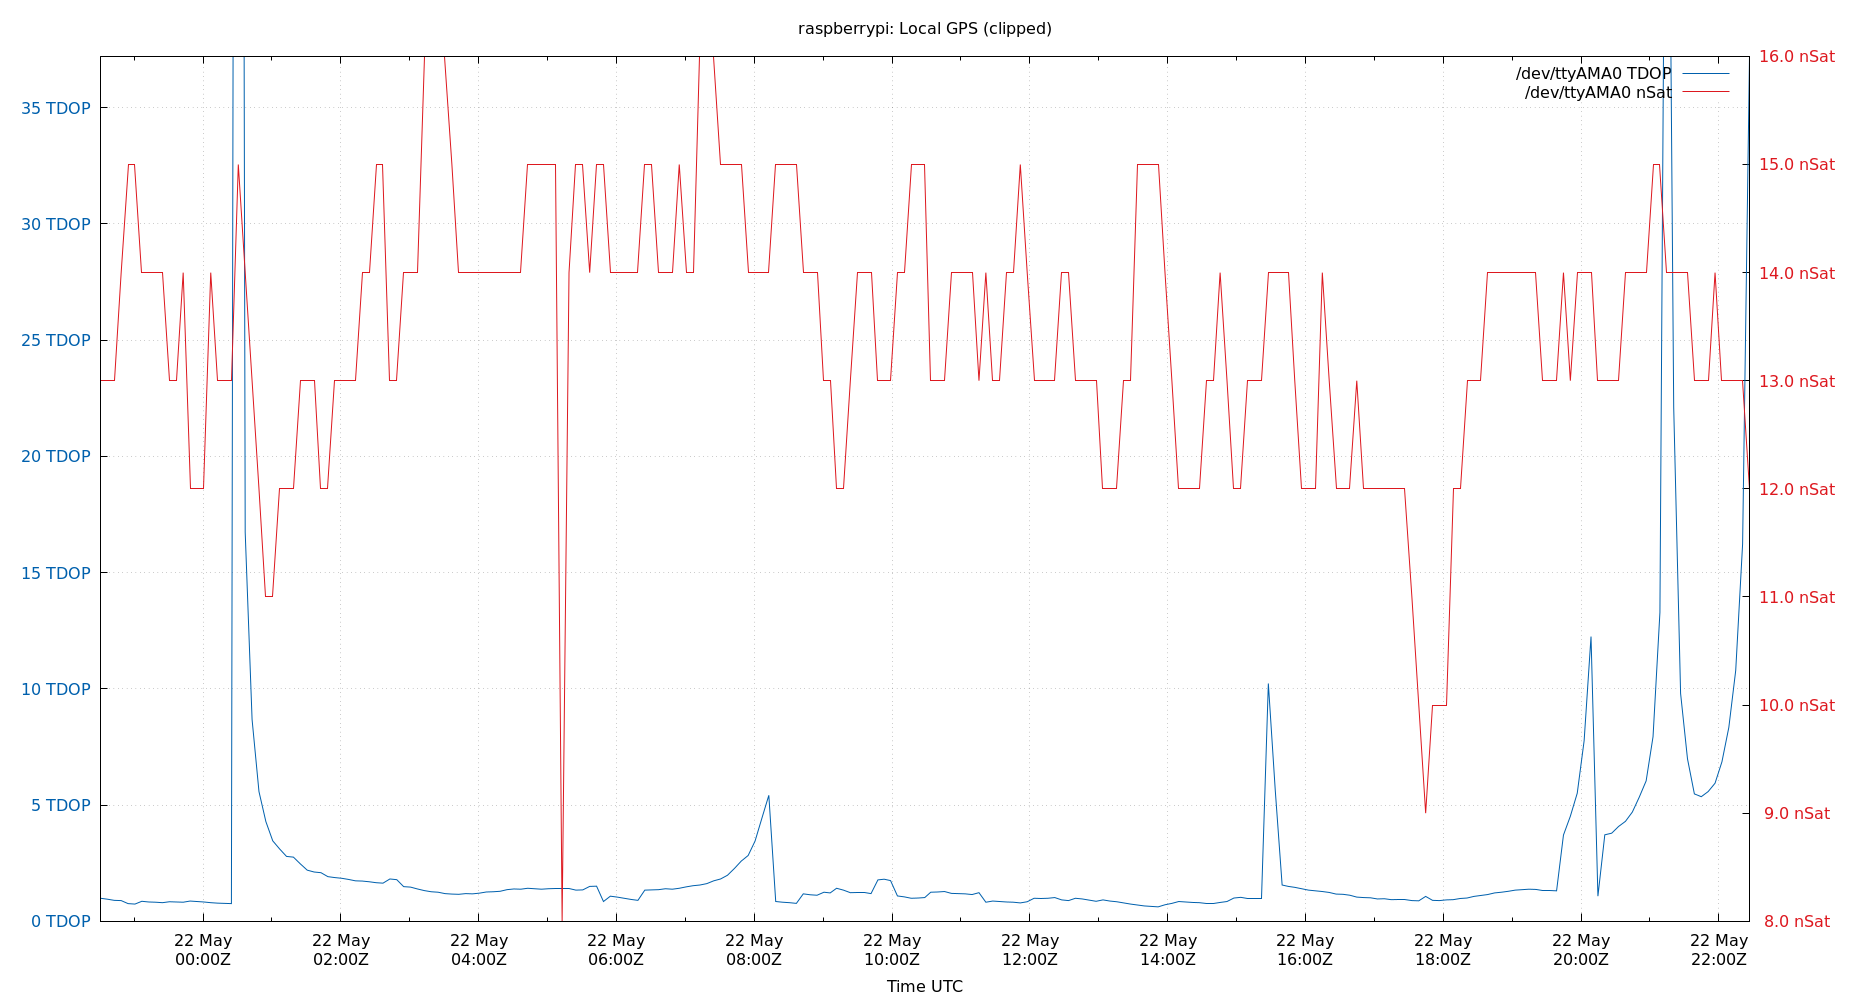 raspberrypi: Local GPS (clipped)
/dev/ttyAMA0 TDOP
/dev/ttyAMA0 nSat
35 TDOP
30 TDOP
25 TDOP
20 TDOP
15 TDOP
10 TDOP
5 TDOP
0 TDOP
16.0 nSat
15.0 nSat
14.0 nSat
13.0 nSat
12.0 nSat
11.0 nSat
10.0 nSat
9.0 nSat
8.0 nSat
22 May
00:00Z
22 May
02:00Z
22 May
04:00Z
22 May
06:00Z
22 May
08:00Z
22 May
10:00Z
22 May
12:00Z
22 May
14:00Z
22 May
16:00Z
22 May
18:00Z
22 May
20:00Z
22 May
22:00Z
Time UTC